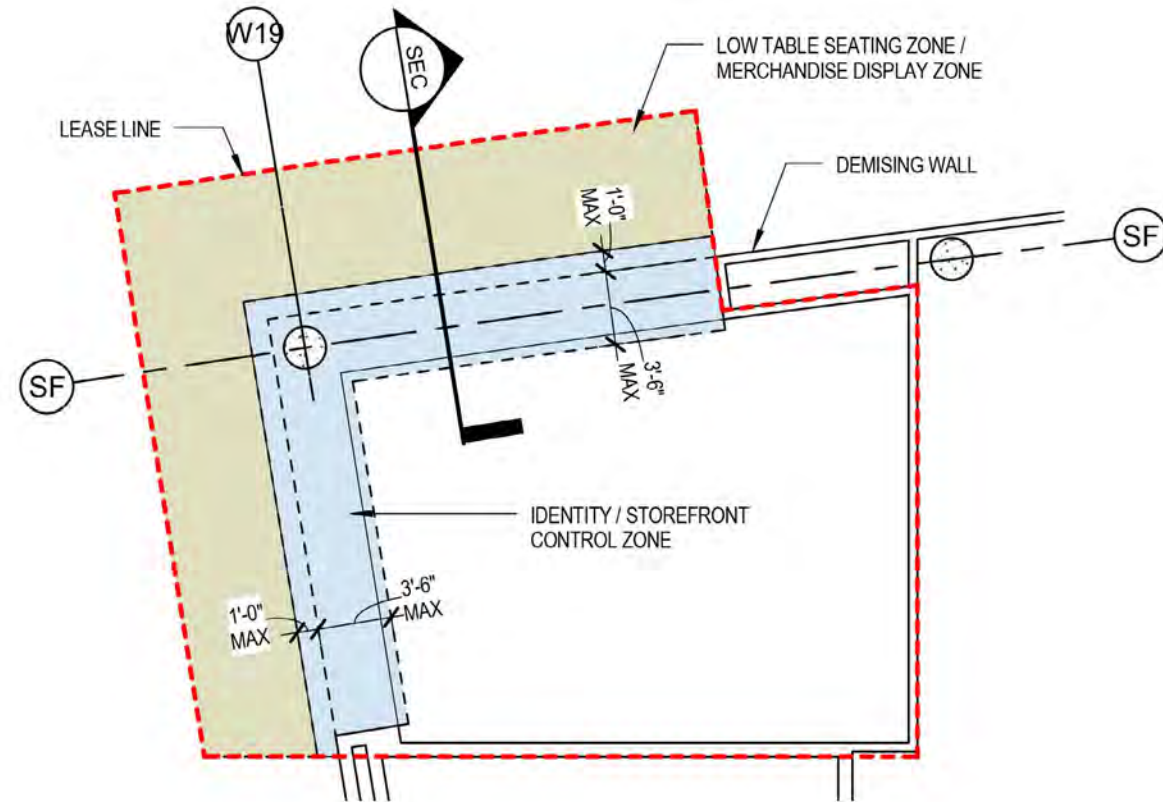 W19
SEC
LOW TABLE SEATING ZONE /
MERCHANDISE DISPLAY ZONE
LEASE LINE
DEMISING WALL
1'-0"
MAX
SF
3'-6"
MAX
SF
IDENTITY / STOREFRONT
CONTROL ZONE
1'-0"
MAX
3'-6"
MAX